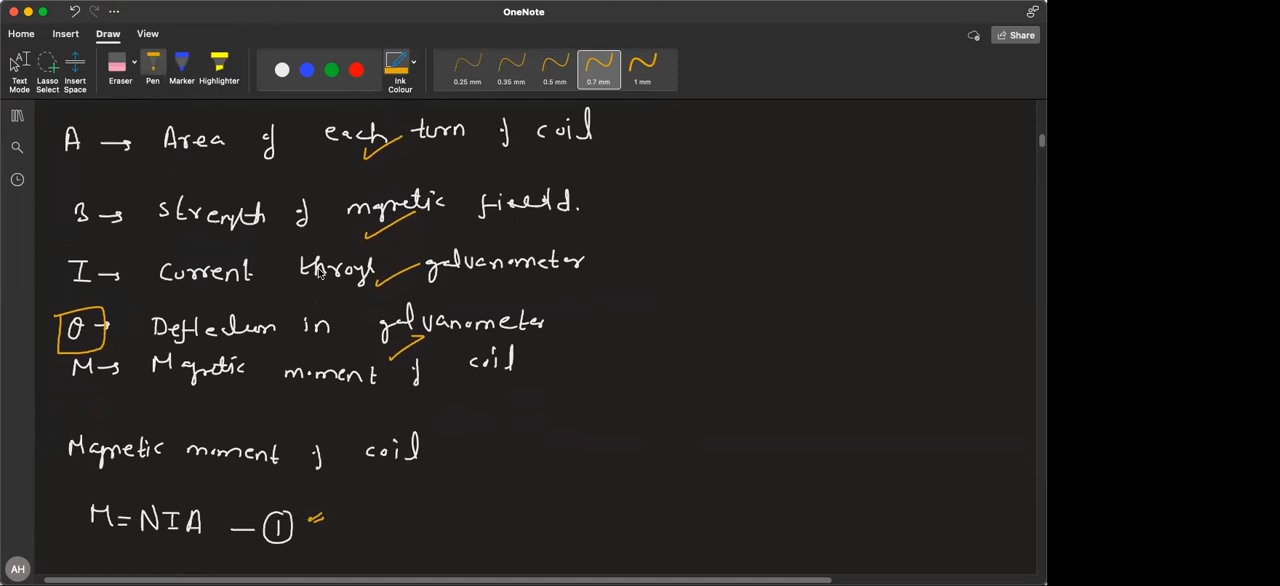 OneNote
Home Insert Draw View
Share
Text Mode Lasso Select Insert Space Eraser Pen Marker Highlighter Ink Colour 0.25 mm 0.35 mm 0.5 mm 0.7 mm 1 mm
A → Area of each turn of coil
B → Strength of magnetic field.
I → Current through galvanometer
θ → Deflection in galvanometer
M → Magnetic moment of coil
Magnetic moment of coil
M = NIA — ①
AH